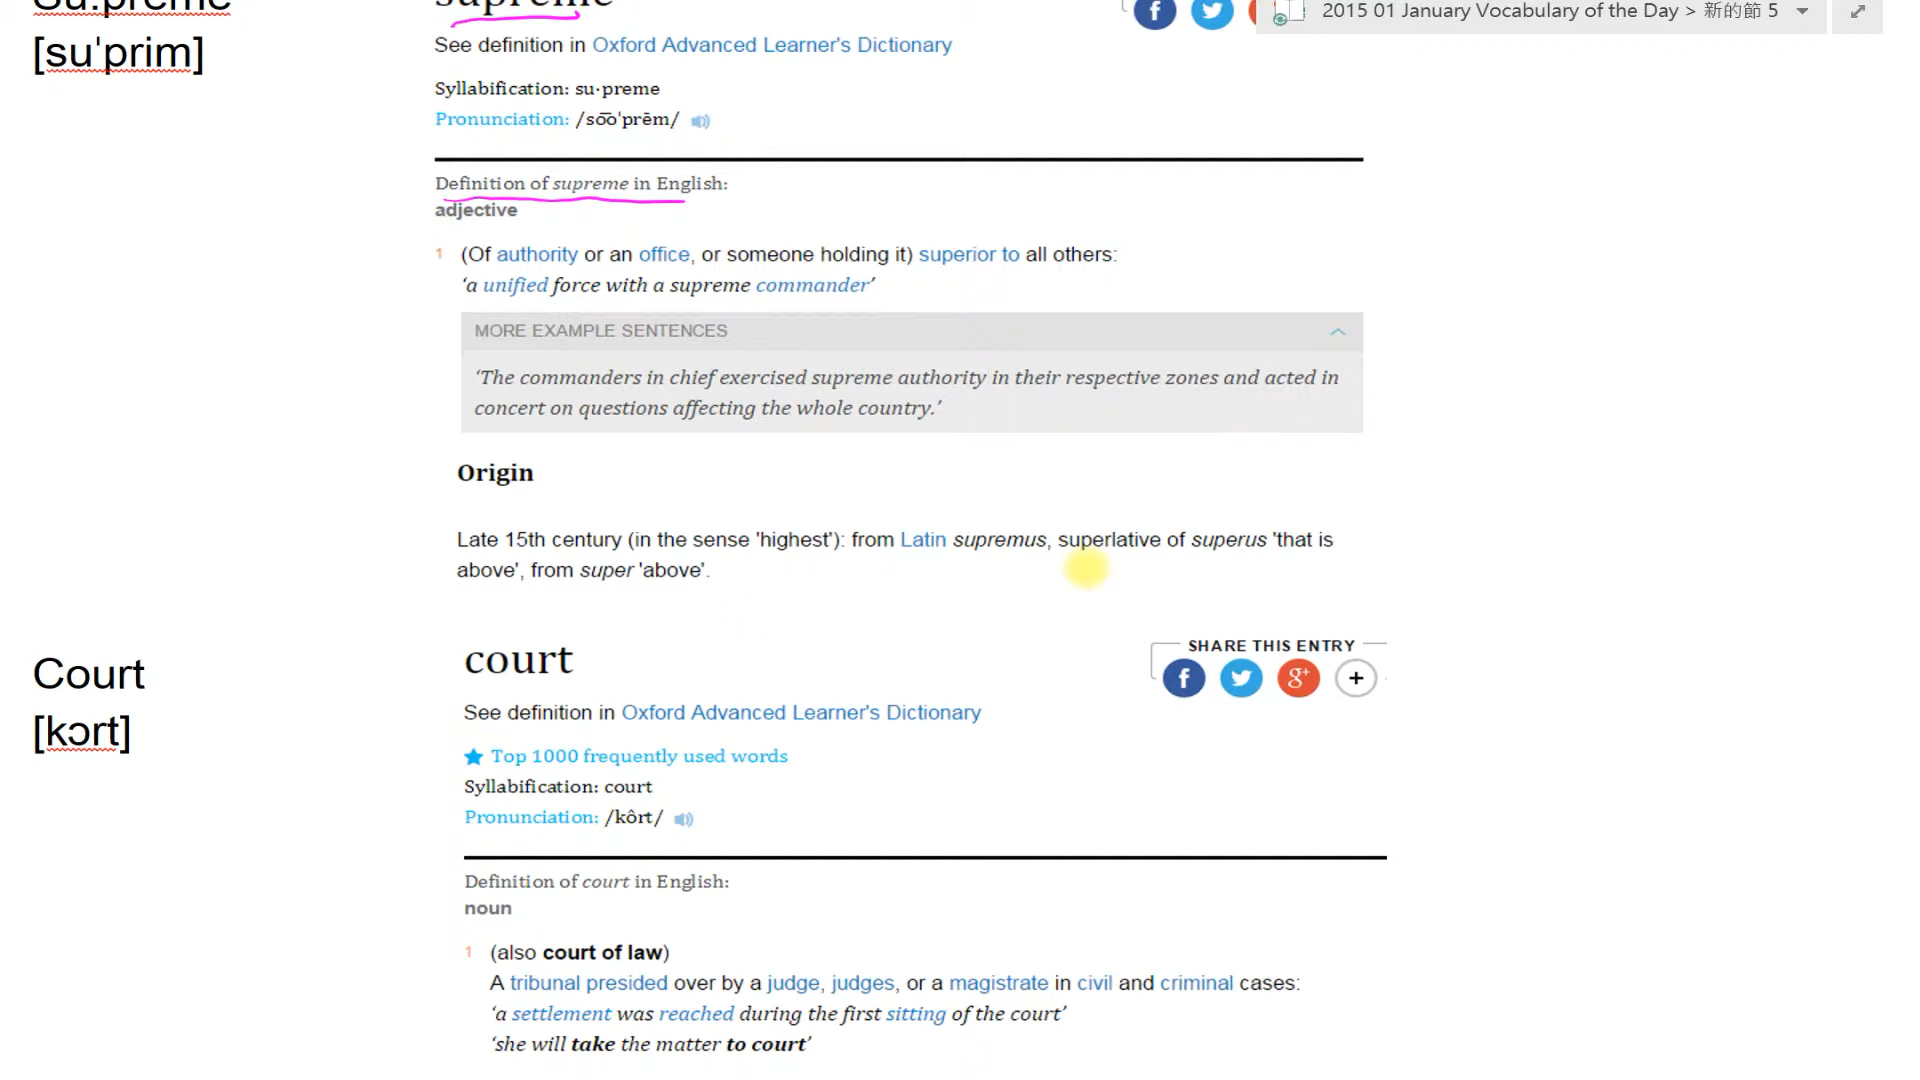 Su.preme
supreme
2015 01 January Vocabulary of the Day > 新的節 5
[suˈprim]
See definition in Oxford Advanced Learner's Dictionary
Syllabification: su·preme
Pronunciation: /so͞oˈprēm/
Definition of supreme in English:
adjective
1 (Of authority or an office, or someone holding it) superior to all others:
‘a unified force with a supreme commander’
MORE EXAMPLE SENTENCES
‘The commanders in chief exercised supreme authority in their respective zones and acted in
concert on questions affecting the whole country.’
Origin
Late 15th century (in the sense 'highest'): from Latin supremus, superlative of superus 'that is
above', from super 'above'.
Court
[kɔrt]
court
SHARE THIS ENTRY
See definition in Oxford Advanced Learner's Dictionary
Top 1000 frequently used words
Syllabification: court
Pronunciation: /kôrt/
Definition of court in English:
noun
1 (also court of law)
A tribunal presided over by a judge, judges, or a magistrate in civil and criminal cases:
‘a settlement was reached during the first sitting of the court’
‘she will take the matter to court’